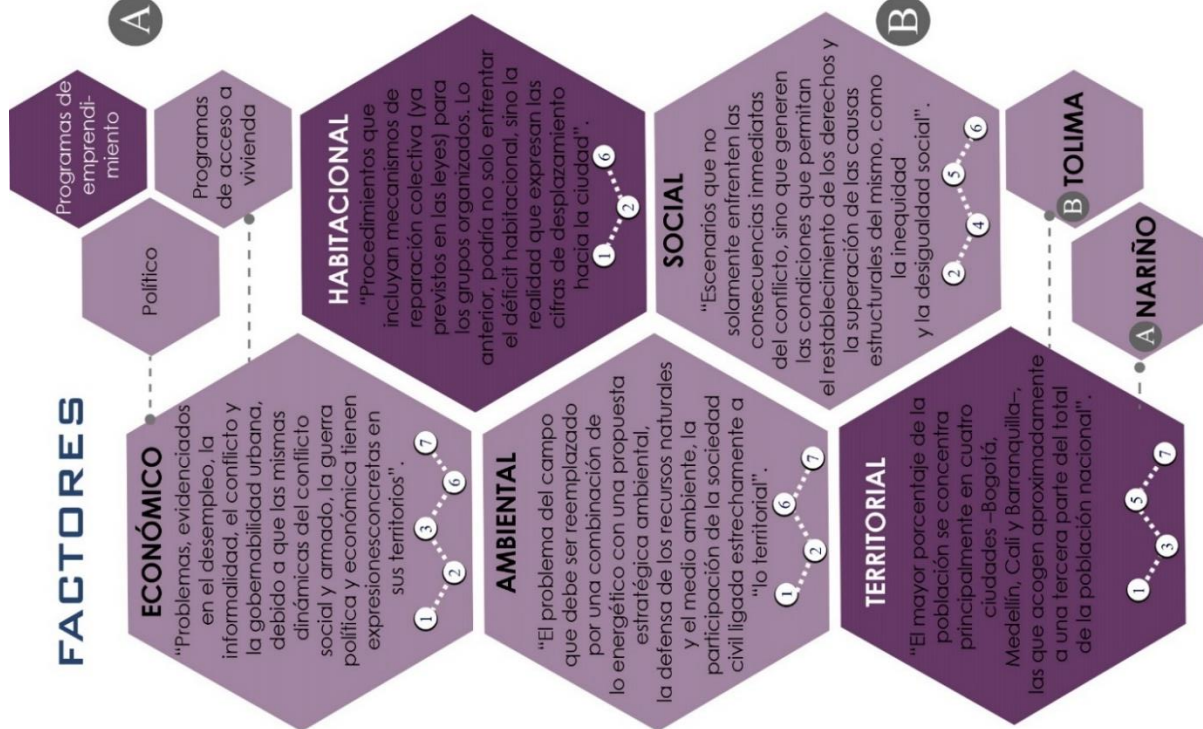 FACTORES
ECONÓMICO
"Problemas, evidenciados
en el desempleo, la
informalidad, el conflicto y
la gobernabilidad urbana,
debido a que las mismas
dinámicas del conflicto
social y armado, la guerra
política y económica tienen
expresionesconcretas en
sus territorios".
1 2 3 6 7
Político
Programas de
emprendi-
miento
Programas
de acceso a
vivienda
A
AMBIENTAL
"El problema del campo
que debe ser reemplazado
por una combinación de
lo energético con una propuesta
estratégica ambiental,
la defensa de los recursos naturales
y el medio ambiente, la
participación de la sociedad
civil ligada estrechamente a
"lo territorial".
1 2 6 7
HABITACIONAL
"Procedimientos que
incluyan mecanismos de
reparación colectiva (ya
previstos en las leyes) para
los grupos organizados. Lo
anterior, podría no solo enfrentar
el déficit habitacional, sino la
realidad que expresan las
cifras de desplazamiento
hacia la ciudad".
1 2 6
TERRITORIAL
"El mayor porcentaje de la
población se concentra
principalmente en cuatro
ciudades –Bogotá,
Medellín, Cali y Barranquilla–,
las que acogen aproximadamente
a una tercera parte del total
de la población nacional".
1 3 5 7
SOCIAL
"Escenarios que no
solamente enfrenten las
consecuencias inmediatas
del conflicto, sino que generen
las condiciones que permitan
el restablecimiento de los derechos y
la superación de las causas
estructurales del mismo, como
la inequidad
y la desigualdad social".
2 4 5 6
B
A NARIÑO
B TOLIMA